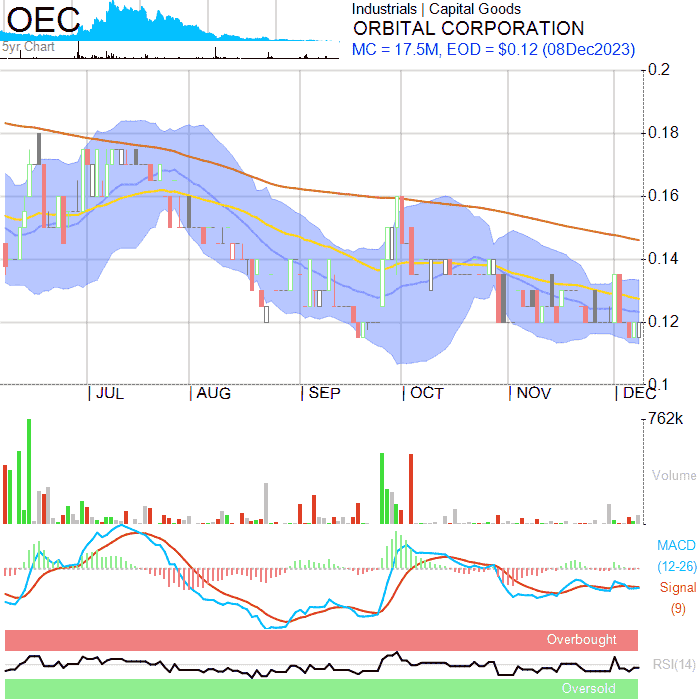 OEC
5yr Chart
Industrials | Capital Goods
ORBITAL CORPORATION
MC = 17.5M, EOD = $0.12 (08Dec2023)
0.2
0.18
0.16
0.14
0.12
0.1
JUL
AUG
SEP
OCT
NOV
DEC
762k
Volume
MACD
(12-26)
Signal
(9)
Overbought
RSI(14)
Oversold